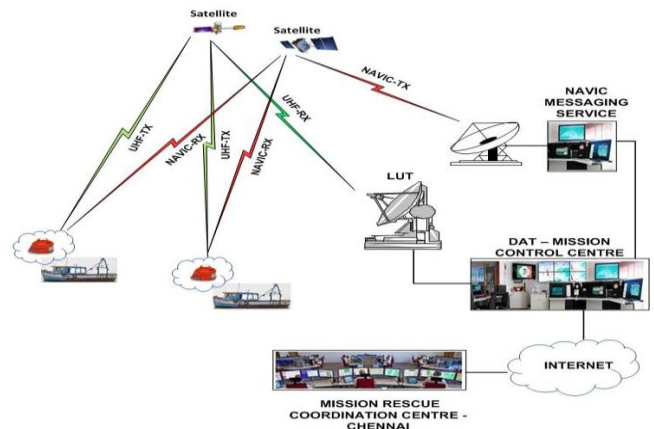 Satellite
Satellite
NAVIC-TX
UHF-RX
UHF-TX
NAVIC-RX
UHF-TX
NAVIC-RX
NAVIC
MESSAGING
SERVICE
LUT
DAT – MISSION
CONTROL CENTRE
INTERNET
MISSION RESCUE
COORDINATION CENTRE -
CHENNAI